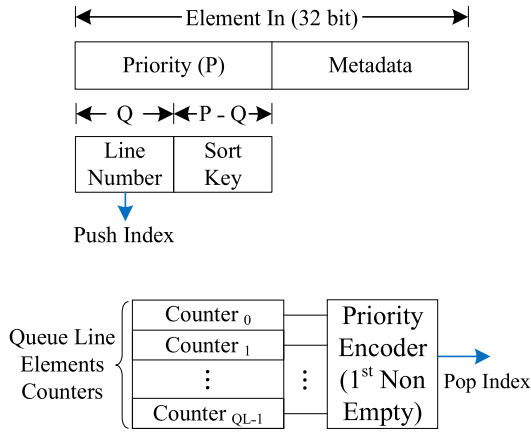 Element In (32 bit)
Priority (P)
Metadata
Q
P - Q
Line
Number
Sort
Key
Push Index
Queue Line
Elements
Counters
Counter 0
Counter 1
⋮
⋮
Counter QL-1
Priority
Encoder
(1st Non
Empty)
Pop Index